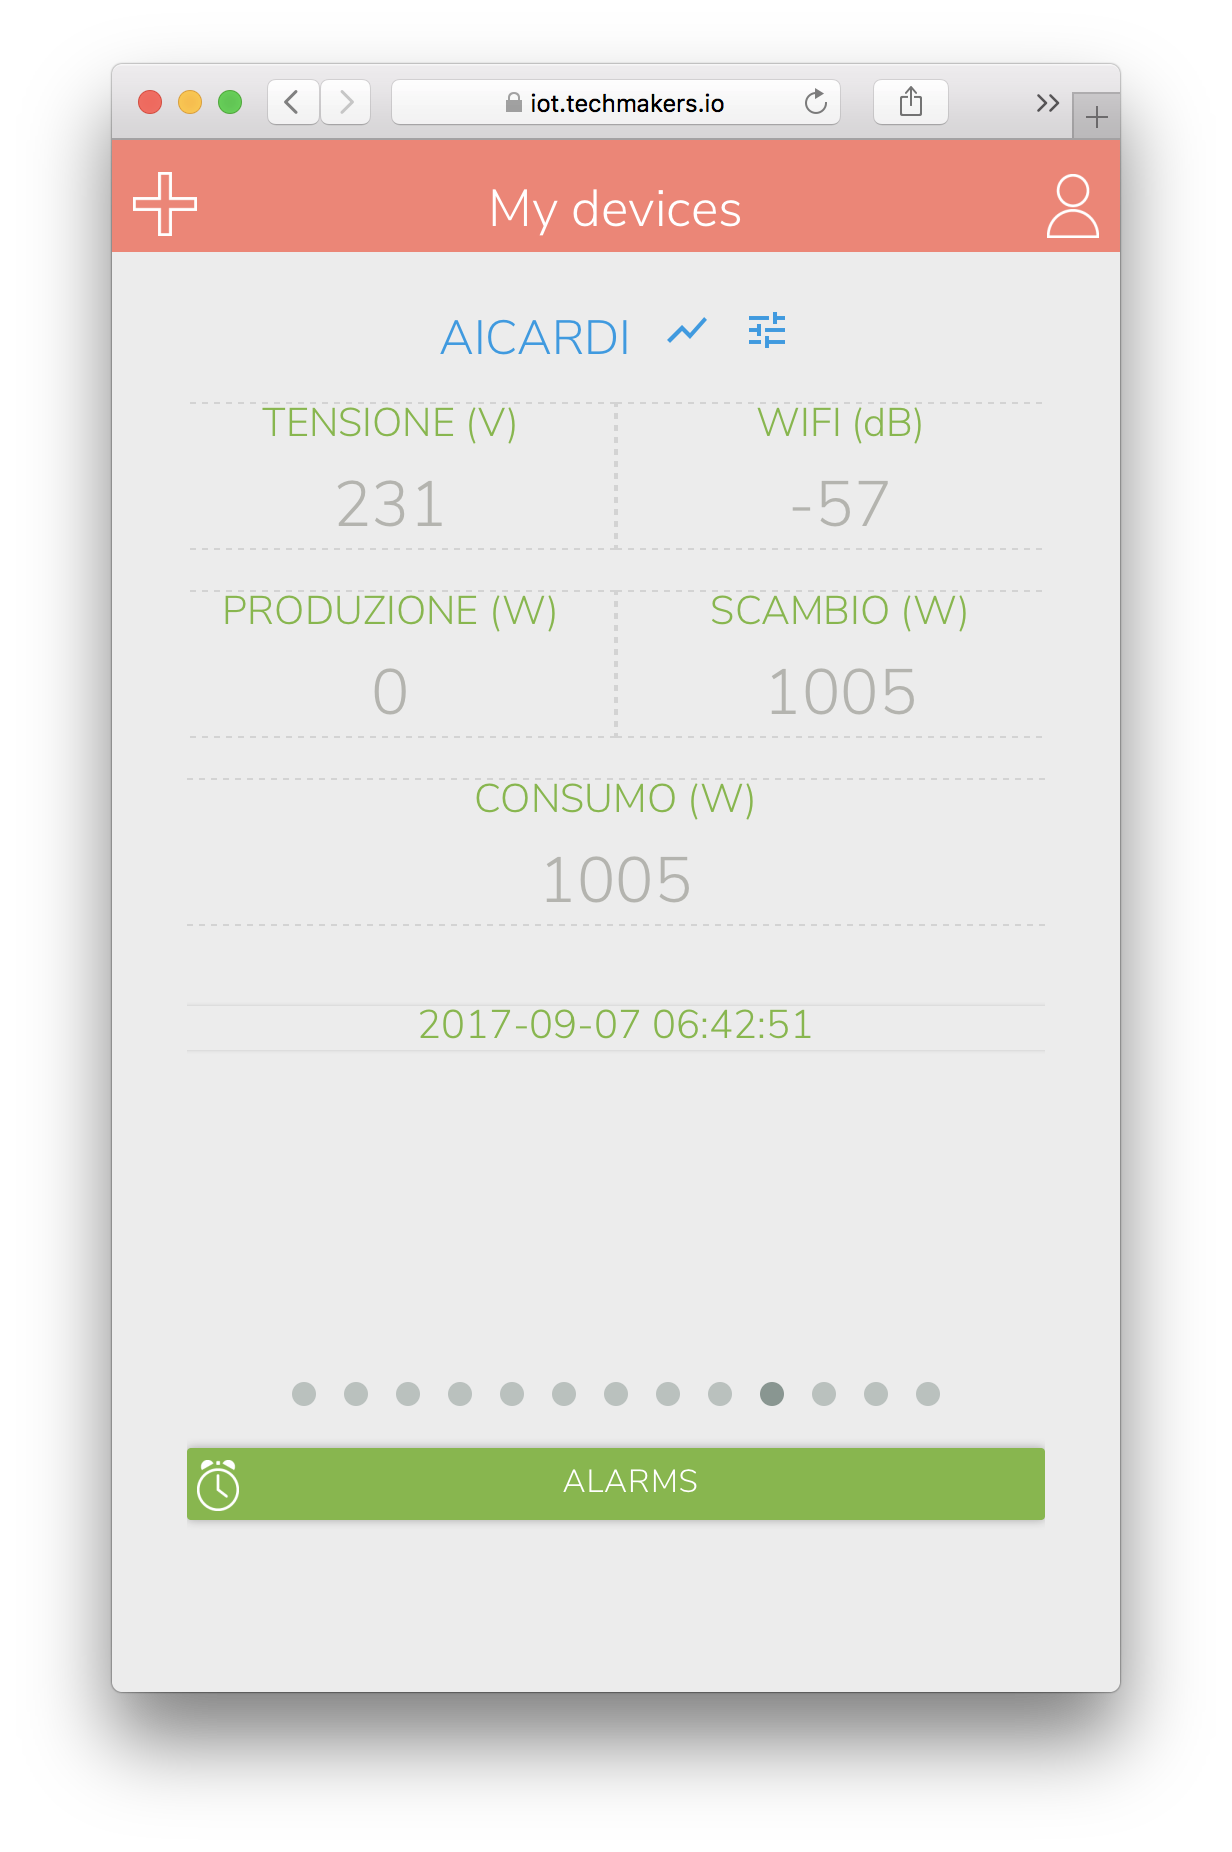 iot.techmakers.io
My devices
AICARDI
TENSIONE (V)
WIFI (dB)
231
-57
PRODUZIONE (W)
SCAMBIO (W)
0
1005
CONSUMO (W)
1005
2017-09-07 06:42:51
ALARMS